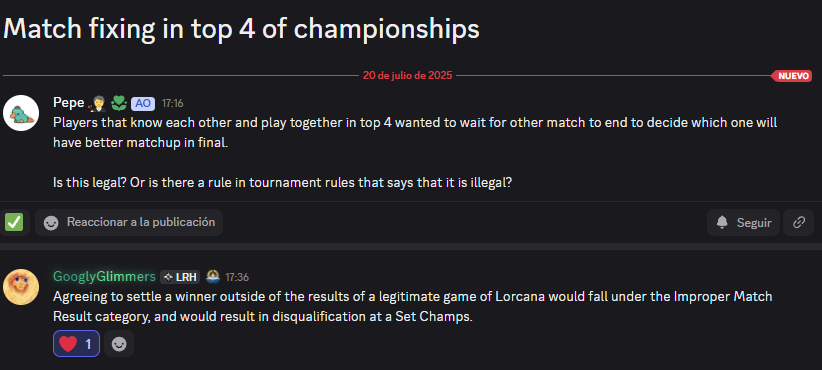 Match fixing in top 4 of championships
20 de julio de 2025
NUEVO
Pepe AO 17:16
Players that know each other and play together in top 4 wanted to wait for other match to end to decide which one will
have better matchup in final.
Is this legal? Or is there a rule in tournament rules that says that it is illegal?
Reaccionar a la publicación
Seguir
GooglyGlimmers LRH 17:36
Agreeing to settle a winner outside of the results of a legitimate game of Lorcana would fall under the Improper Match
Result category, and would result in disqualification at a Set Champs.
1